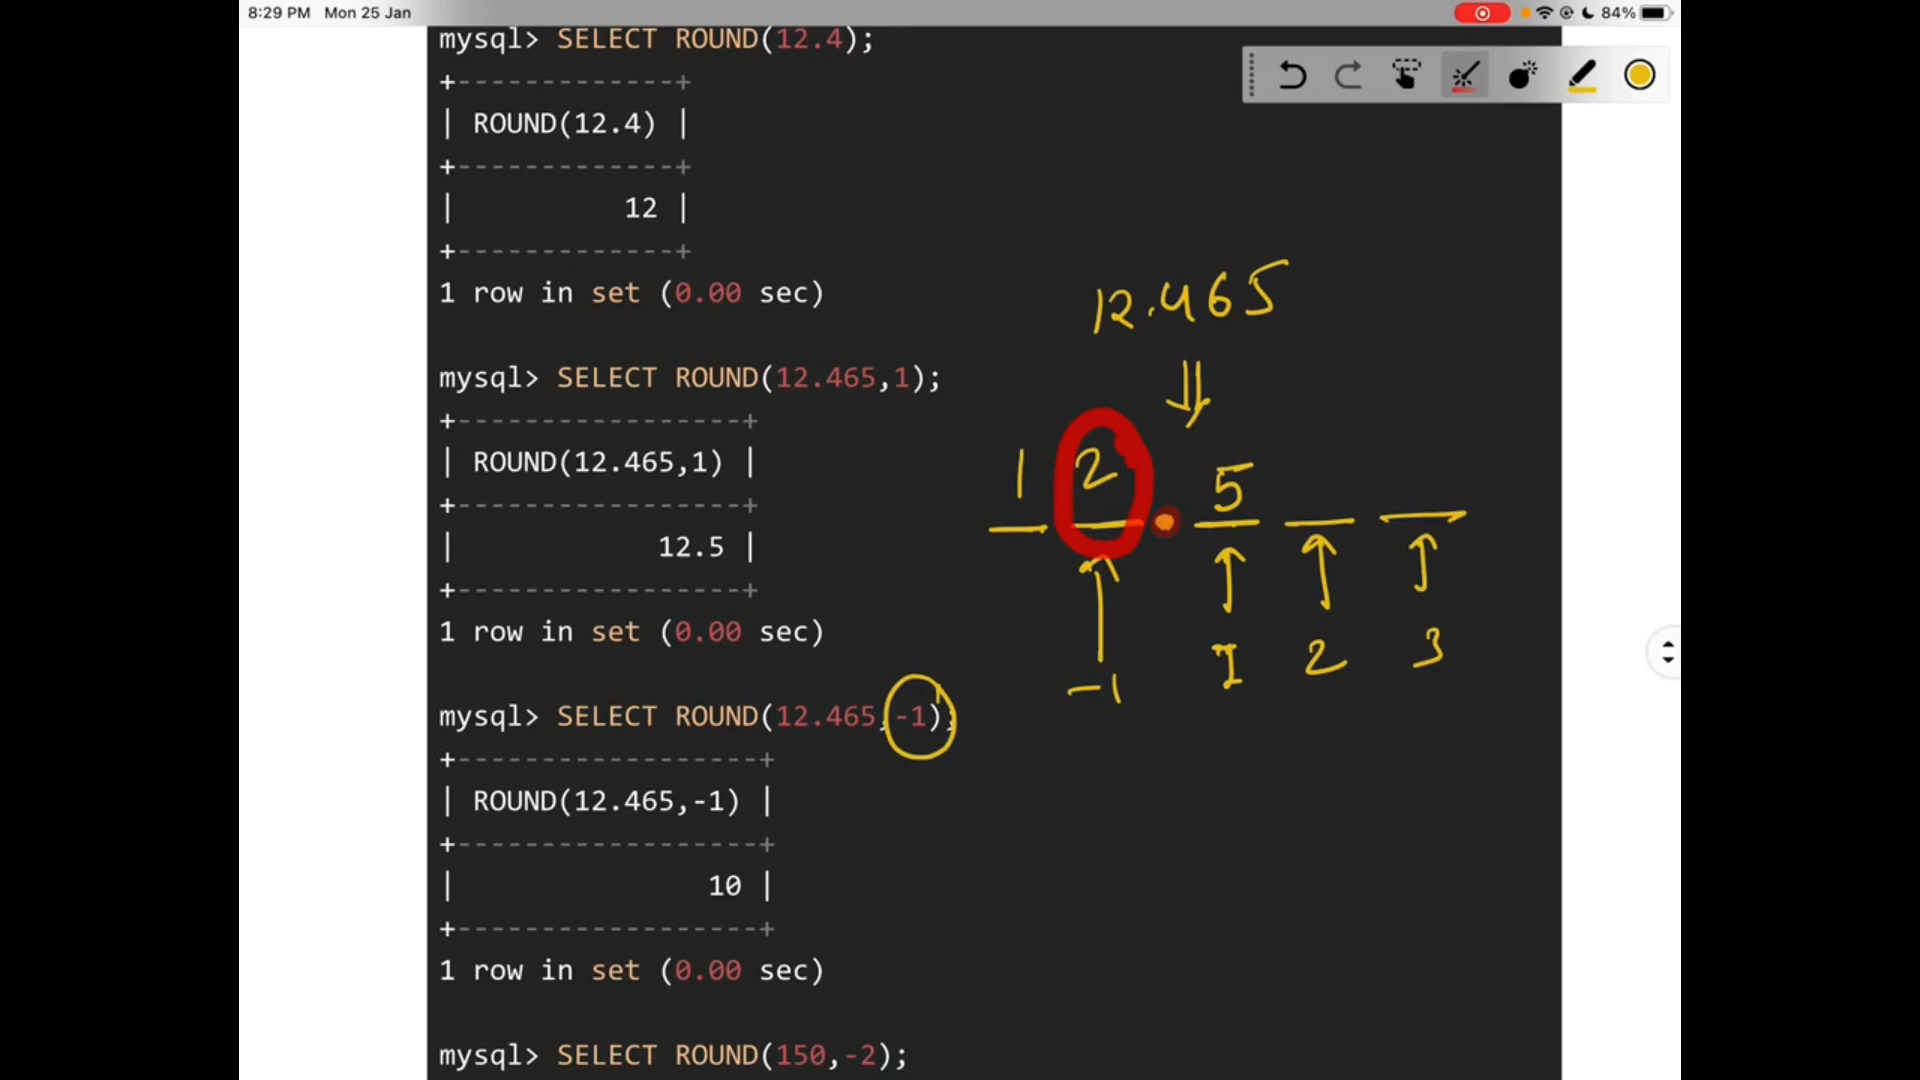 8:29 PM Mon 25 Jan
84%
mysql> SELECT ROUND(12.4);
+-------------+
| ROUND(12.4) |
+-------------+
| 12 |
+-------------+
1 row in set (0.00 sec)
12.465
mysql> SELECT ROUND(12.465,1);
+-----------------+
| ROUND(12.465,1) |
+-----------------+
| 12.5 |
+-----------------+
1 row in set (0.00 sec)
1 2 . 5
-1 1 2 3
mysql> SELECT ROUND(12.465,-1);
+------------------+
| ROUND(12.465,-1) |
+------------------+
| 10 |
+------------------+
1 row in set (0.00 sec)
mysql> SELECT ROUND(150,-2);